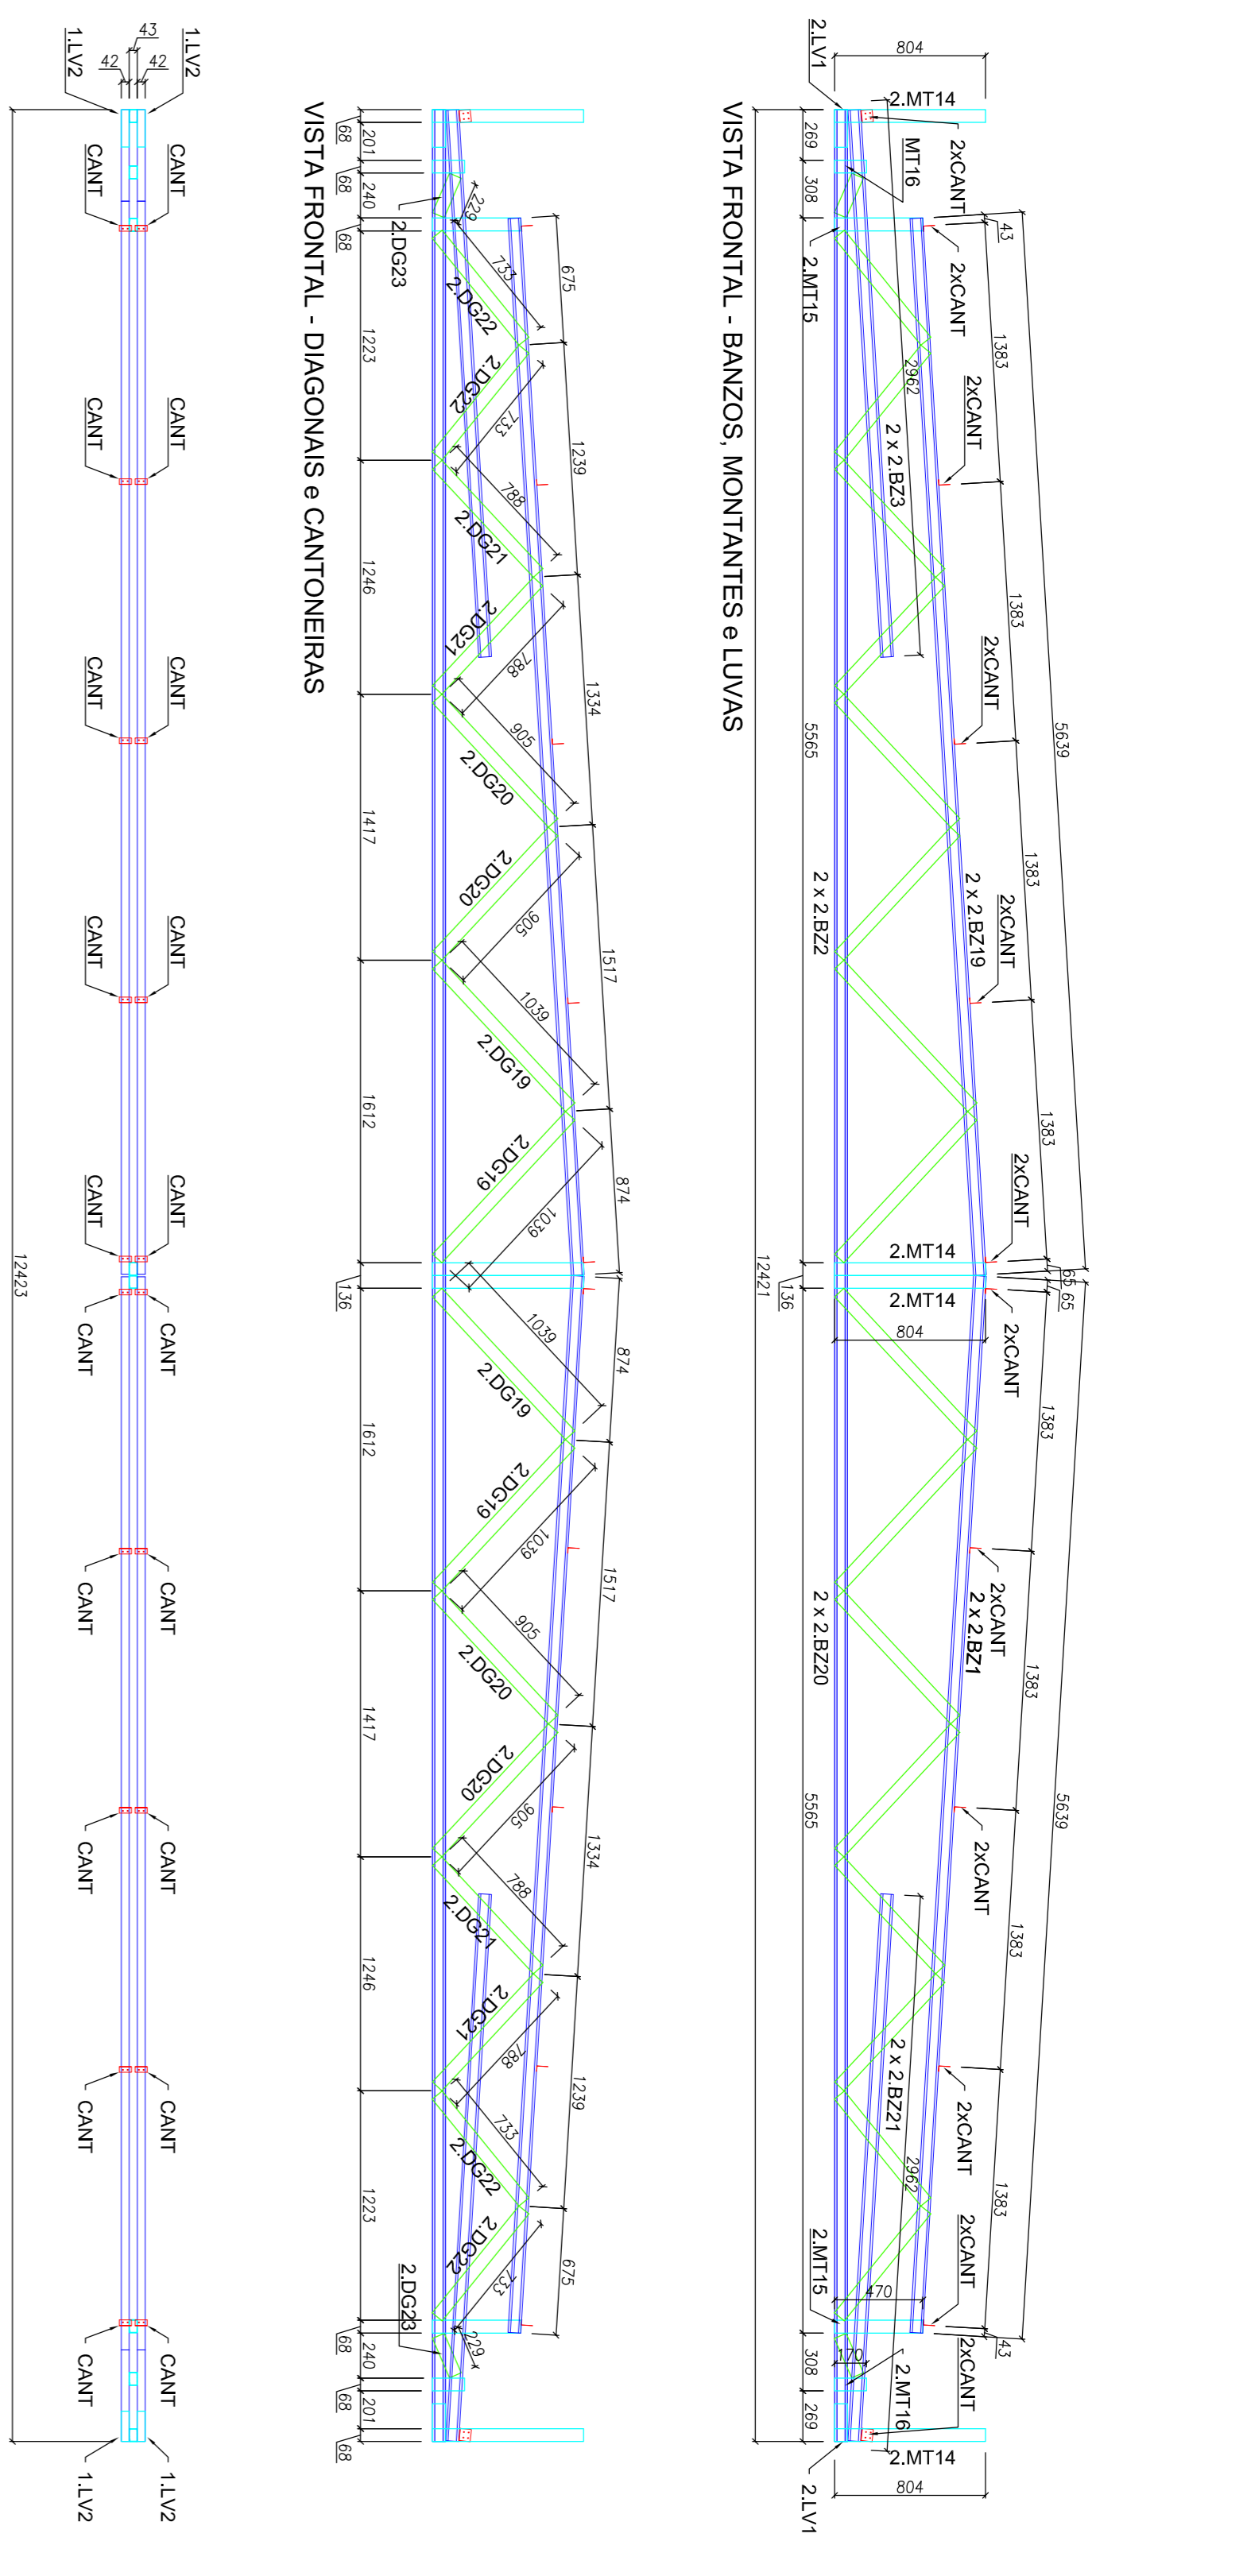 804
2.LV1
2.MT14
2xCANT
MT16
269
308
2.MT15
43
2xCANT
1383
2962
2xCANT
2 x 2.BZ3
1383
2xCANT
5639
5565
1383
2 x 2.BZ2
2 x 2.BZ19
2xCANT
1383
2xCANT
2.MT14
65
65
12421
136
2.MT14
804
2xCANT
1383
2 x 2.BZ20
2xCANT
2 x 2.BZ1
1383
5565
5639
2xCANT
1383
2 x 2.BZ21
2962
2xCANT
1383
2.MT15
470
2xCANT
43
308
170
2.MT16
2xCANT
269
2.MT14
804
2.LV1
VISTA FRONTAL - BANZOS, MONTANTES e LUVAS
675
1239
1334
1517
874
874
1517
1334
1239
675
229
733
2.DG22
2.DG22
733
788
2.DG21
2.DG21
788
905
2.DG20
2.DG20
905
1039
2.DG19
2.DG19
1039
1039
2.DG19
2.DG19
1039
905
2.DG20
2.DG20
905
788
2.DG21
2.DG21
788
733
2.DG22
2.DG22
733
229
2.DG23
2.DG23
68
201
68
240
68
1223
1246
1417
1612
136
1612
1417
1246
1223
68
240
68
201
68
VISTA FRONTAL - DIAGONAIS e CANTONEIRAS
1.LV2
CANT
CANT
CANT
CANT
CANT
CANT
CANT
CANT
CANT
CANT
1.LV2
43
42
42
1.LV2
CANT
CANT
CANT
CANT
CANT
CANT
CANT
CANT
CANT
CANT
1.LV2
12423